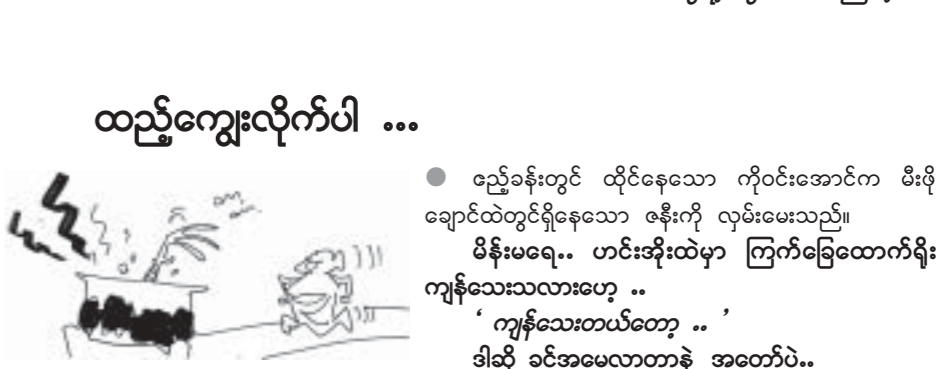 ထည့်ကျွေးလိုက်ပါ ...
● ဧည့်ခန်းတွင် ထိုင်နေသော ကိုဝင်းအောင်က မီးဖို
ချောင်ထဲတွင်ရှိနေသော ဇနီးကို လှမ်းမေးသည်။
မိန်းမရေ.. ဟင်းအိုးထဲမှာ ကြက်ခြေထောက်ရိုး
ကျန်သေးသလားဟေ့ ..
‘ ကျန်သေးတယ်တော့ .. ’
ဒါဆို ခင်အမေလာတာနဲ့ အတော်ပဲ..